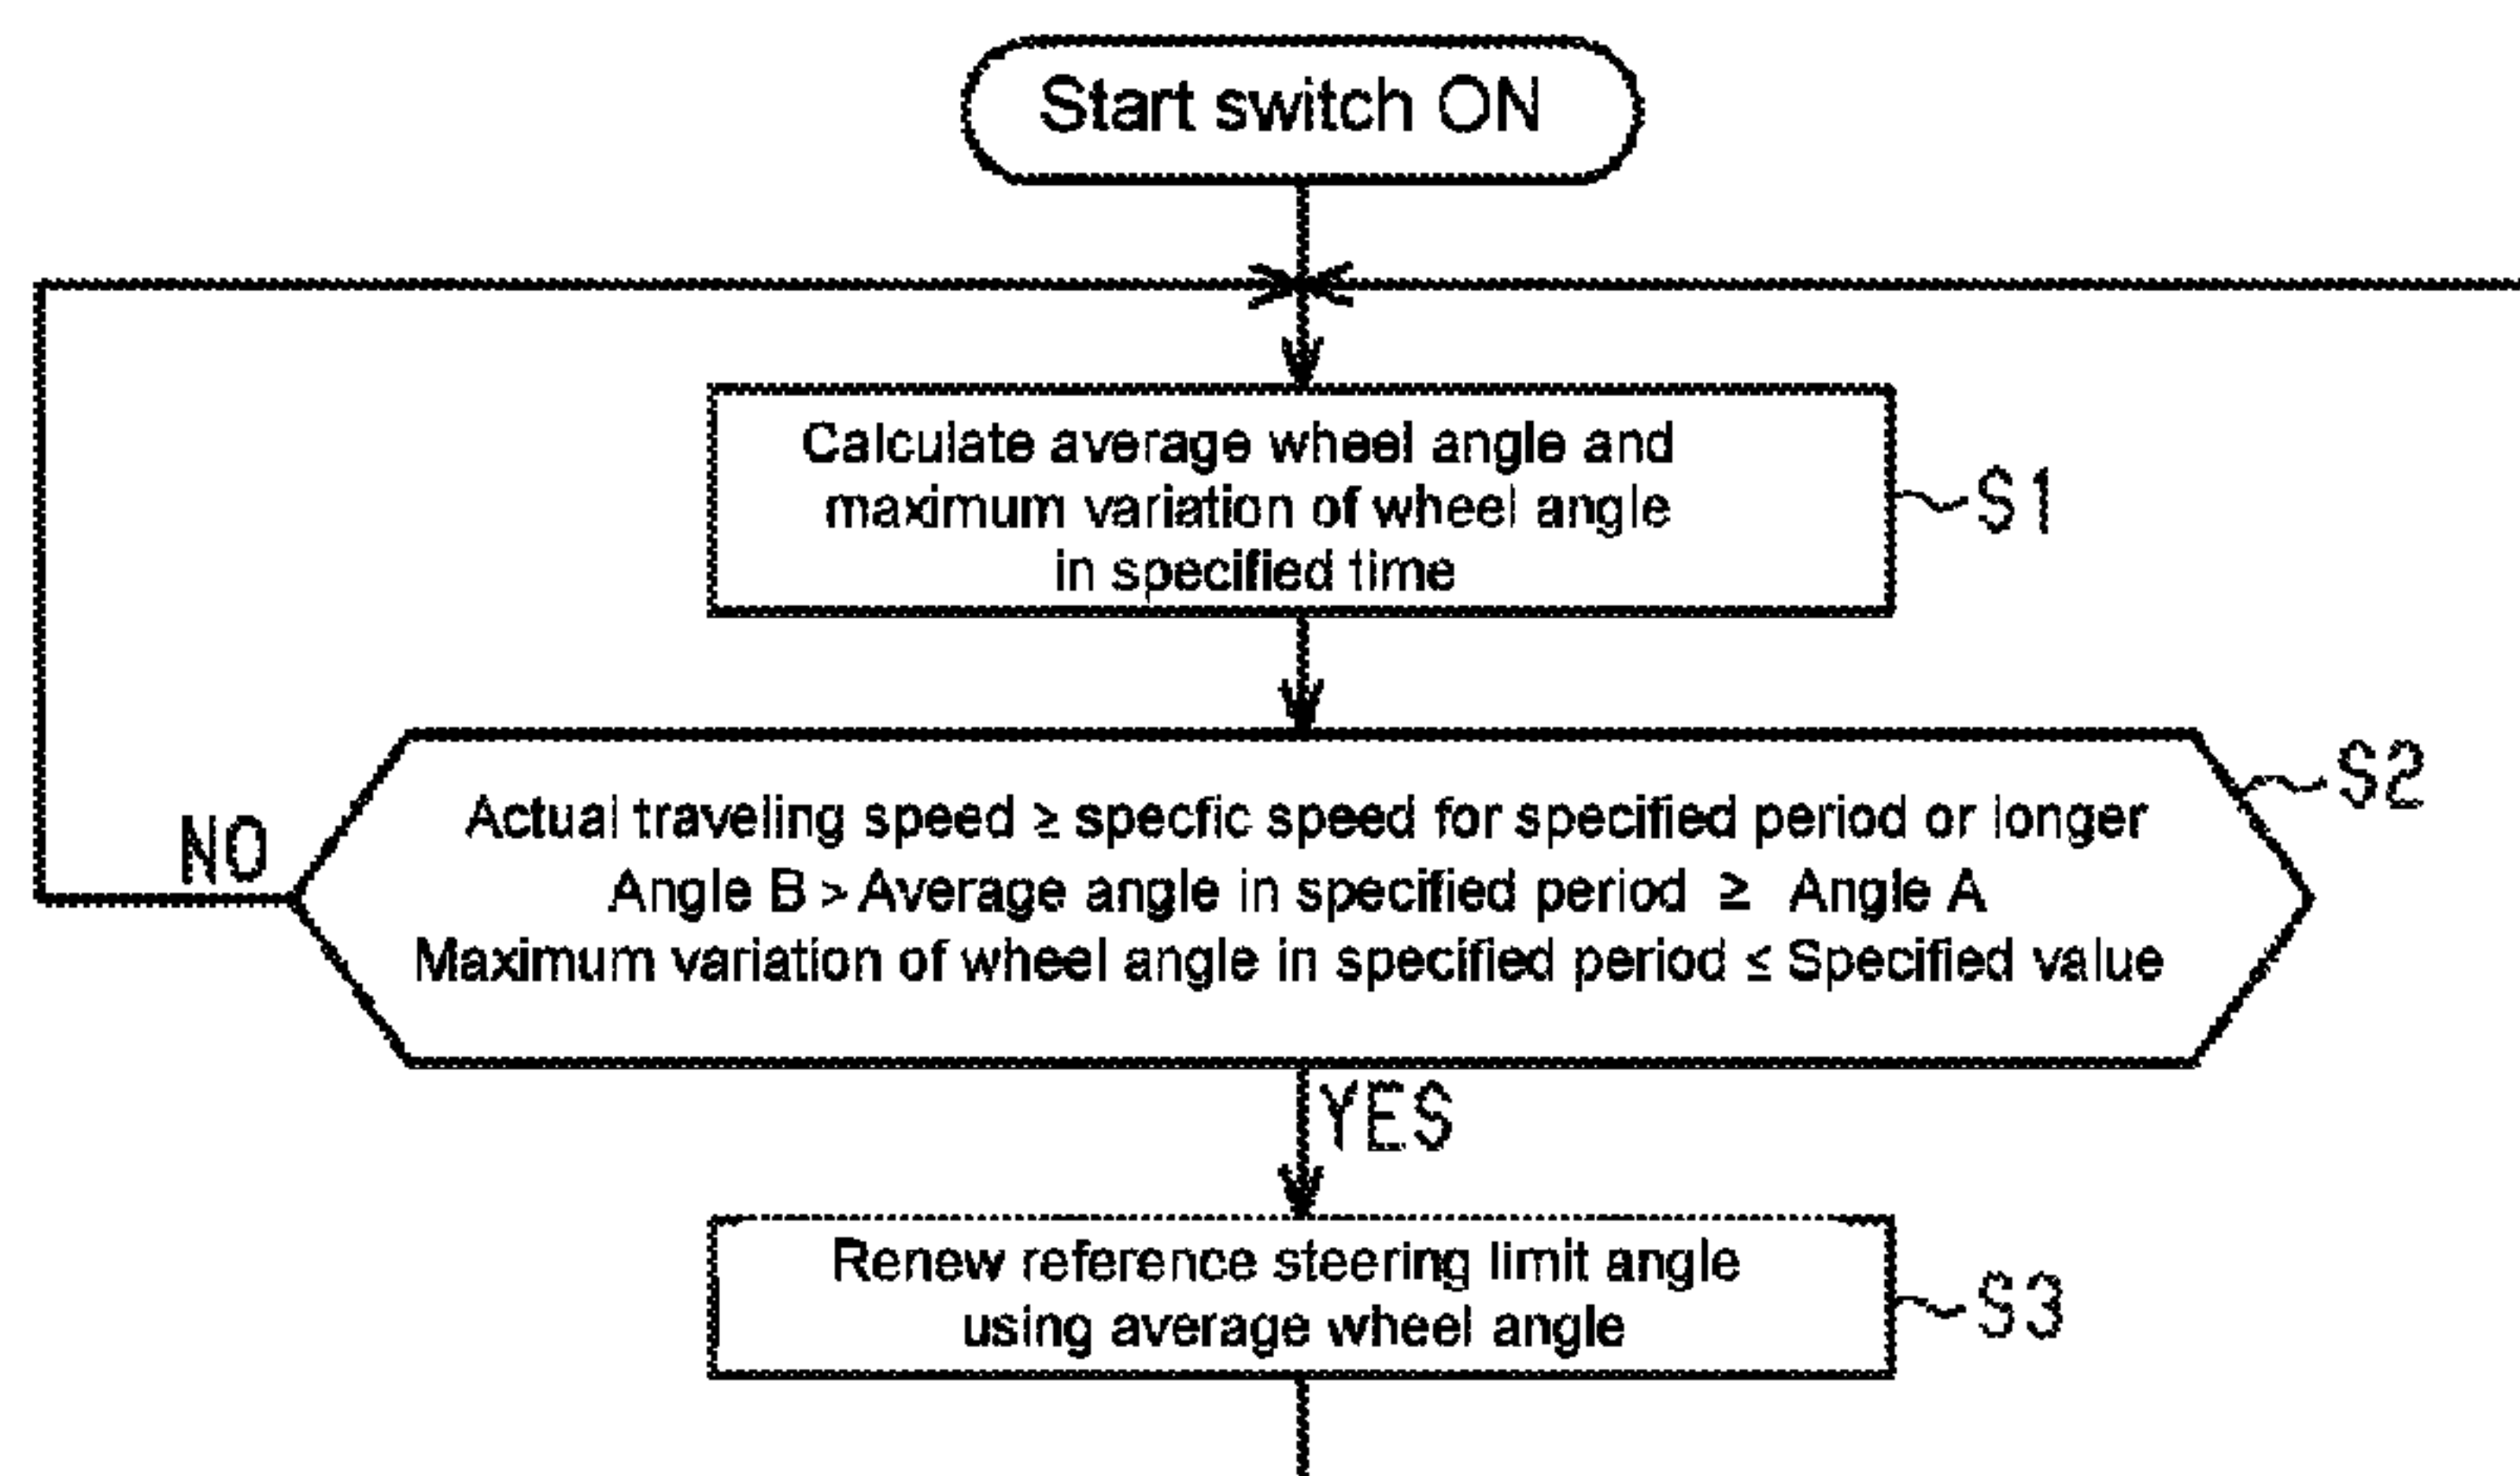 Start switch ON
Calculate average wheel angle and
maximum variation of wheel angle
in specified time
S1
S2
Actual traveling speed ≥ specfic speed for specified period or longer
NO
Angle B > Average angle in specified period ≥ Angle A
Maximum variation of wheel angle in specified period ≤ Specified value
YES
Renew reference steering limit angle
using average wheel angle
S3